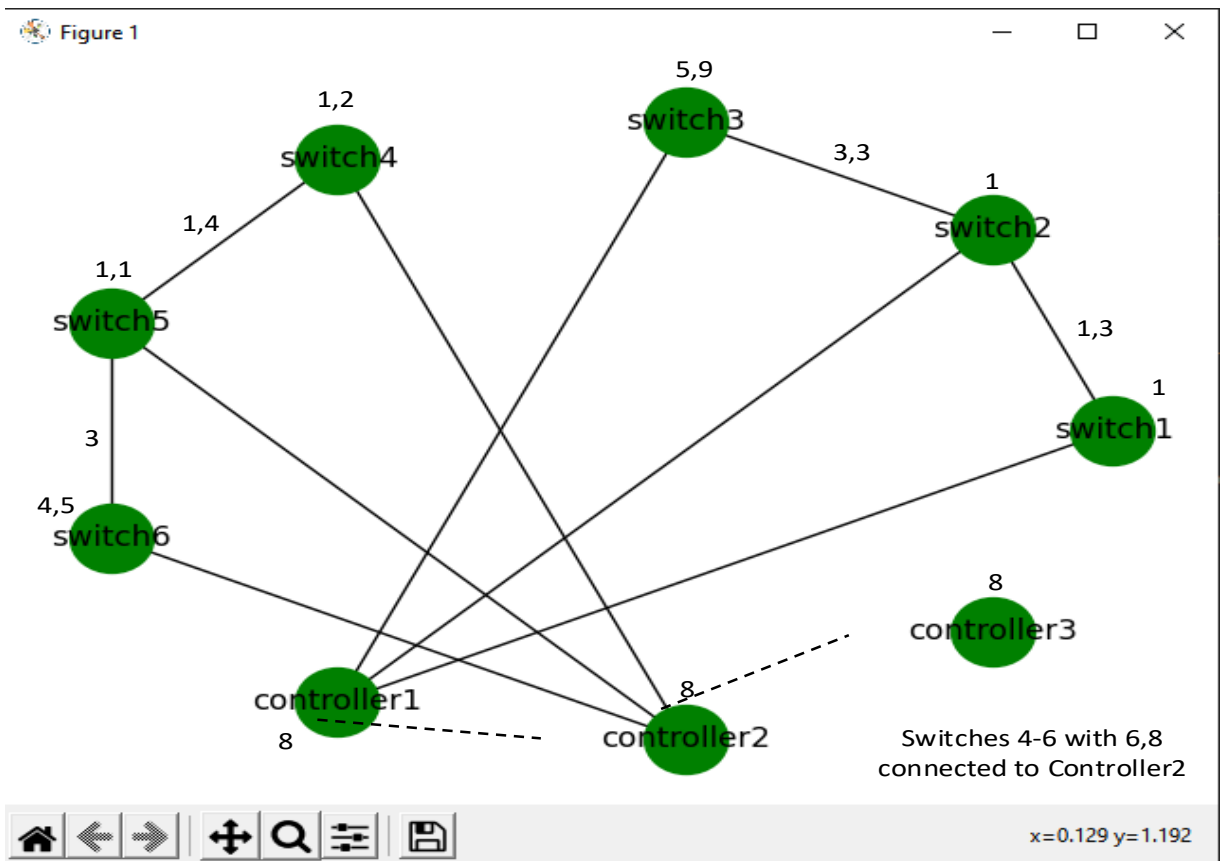 Figure 1
5,9
1,2
switch3
switch4
3,3
1
switch2
1,4
1,1
switch5
1,3
1
switch1
3
4,5
switch6
8
controller3
8
controller1
controller2
8
Switches 4-6 with 6,8
connected to Controller2
x=0.129 y=1.192